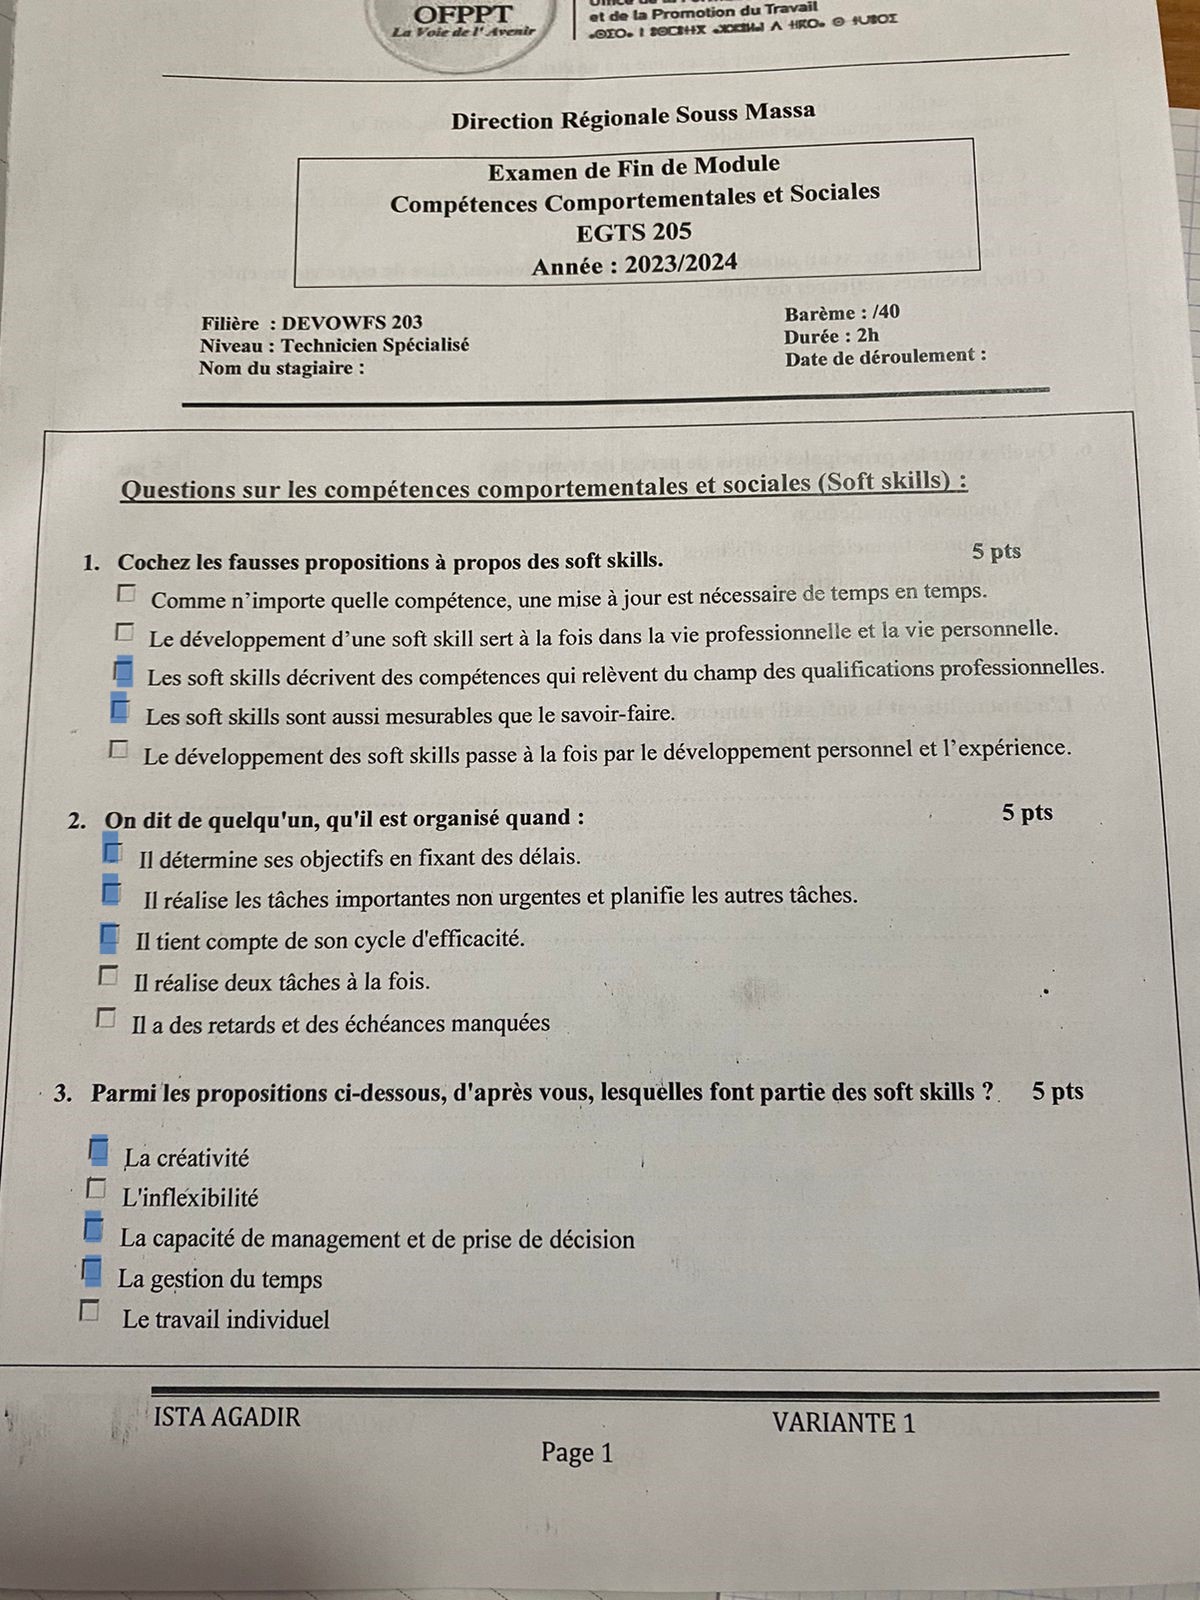 OFPPT
La Voie de l'Avenir
et de la Promotion du Travail
Direction Régionale Souss Massa
Examen de Fin de Module
Compétences Comportementales et Sociales
EGTS 205
Année : 2023/2024
Filière : DEVOWFS 203
Niveau : Technicien Spécialisé
Nom du stagiaire :
Barème : /40
Durée : 2h
Date de déroulement :
Questions sur les compétences comportementales et sociales (Soft skills) :
1. Cochez les fausses propositions à propos des soft skills. 5 pts
Comme n'importe quelle compétence, une mise à jour est nécessaire de temps en temps.
Le développement d'une soft skill sert à la fois dans la vie professionnelle et la vie personnelle.
Les soft skills décrivent des compétences qui relèvent du champ des qualifications professionnelles.
Les soft skills sont aussi mesurables que le savoir-faire.
Le développement des soft skills passe à la fois par le développement personnel et l'expérience.
2. On dit de quelqu'un, qu'il est organisé quand : 5 pts
Il détermine ses objectifs en fixant des délais.
Il réalise les tâches importantes non urgentes et planifie les autres tâches.
Il tient compte de son cycle d'efficacité.
Il réalise deux tâches à la fois.
Il a des retards et des échéances manquées
3. Parmi les propositions ci-dessous, d'après vous, lesquelles font partie des soft skills ? 5 pts
La créativité
L'inflexibilité
La capacité de management et de prise de décision
La gestion du temps
Le travail individuel
ISTA AGADIR
VARIANTE 1
Page 1